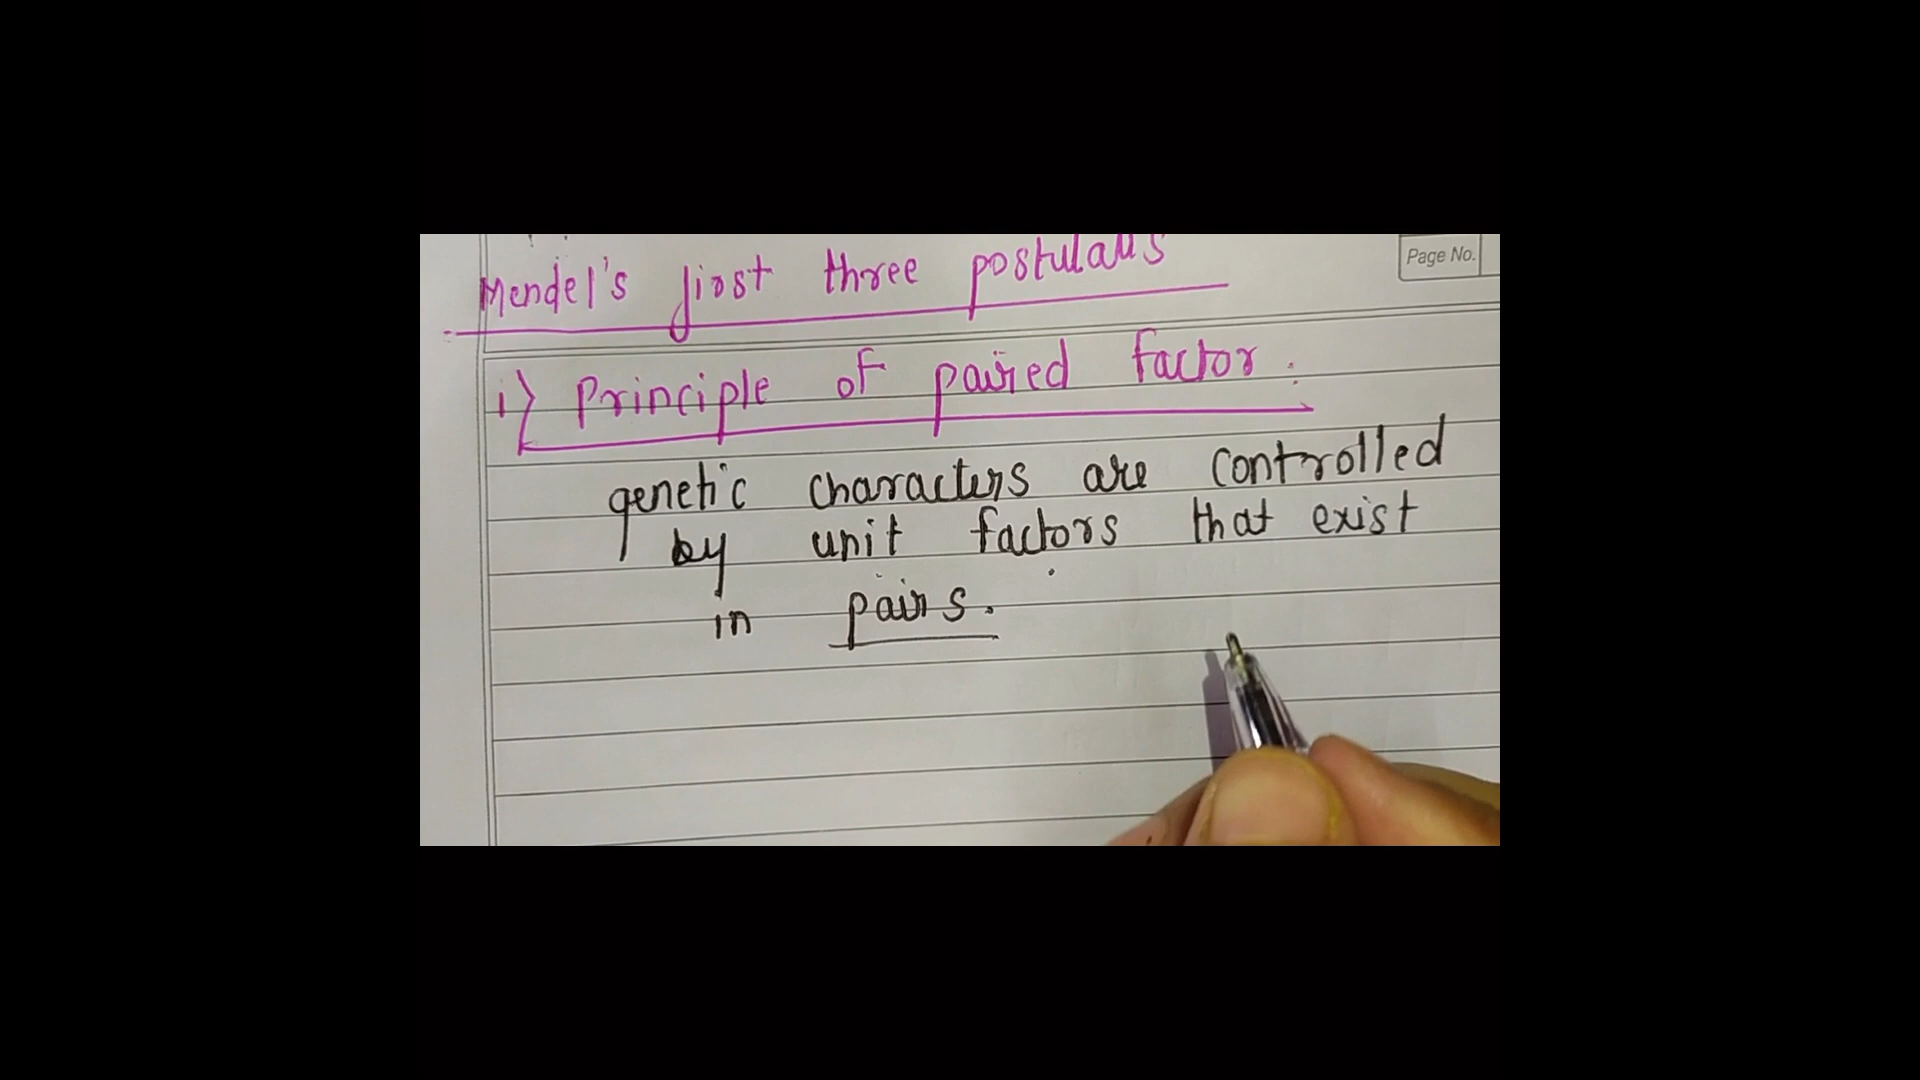 Mendel's first three postulates
Page No.
i) Principle of paired factor.
genetic characters are controlled
by unit factors that exist
in pairs.